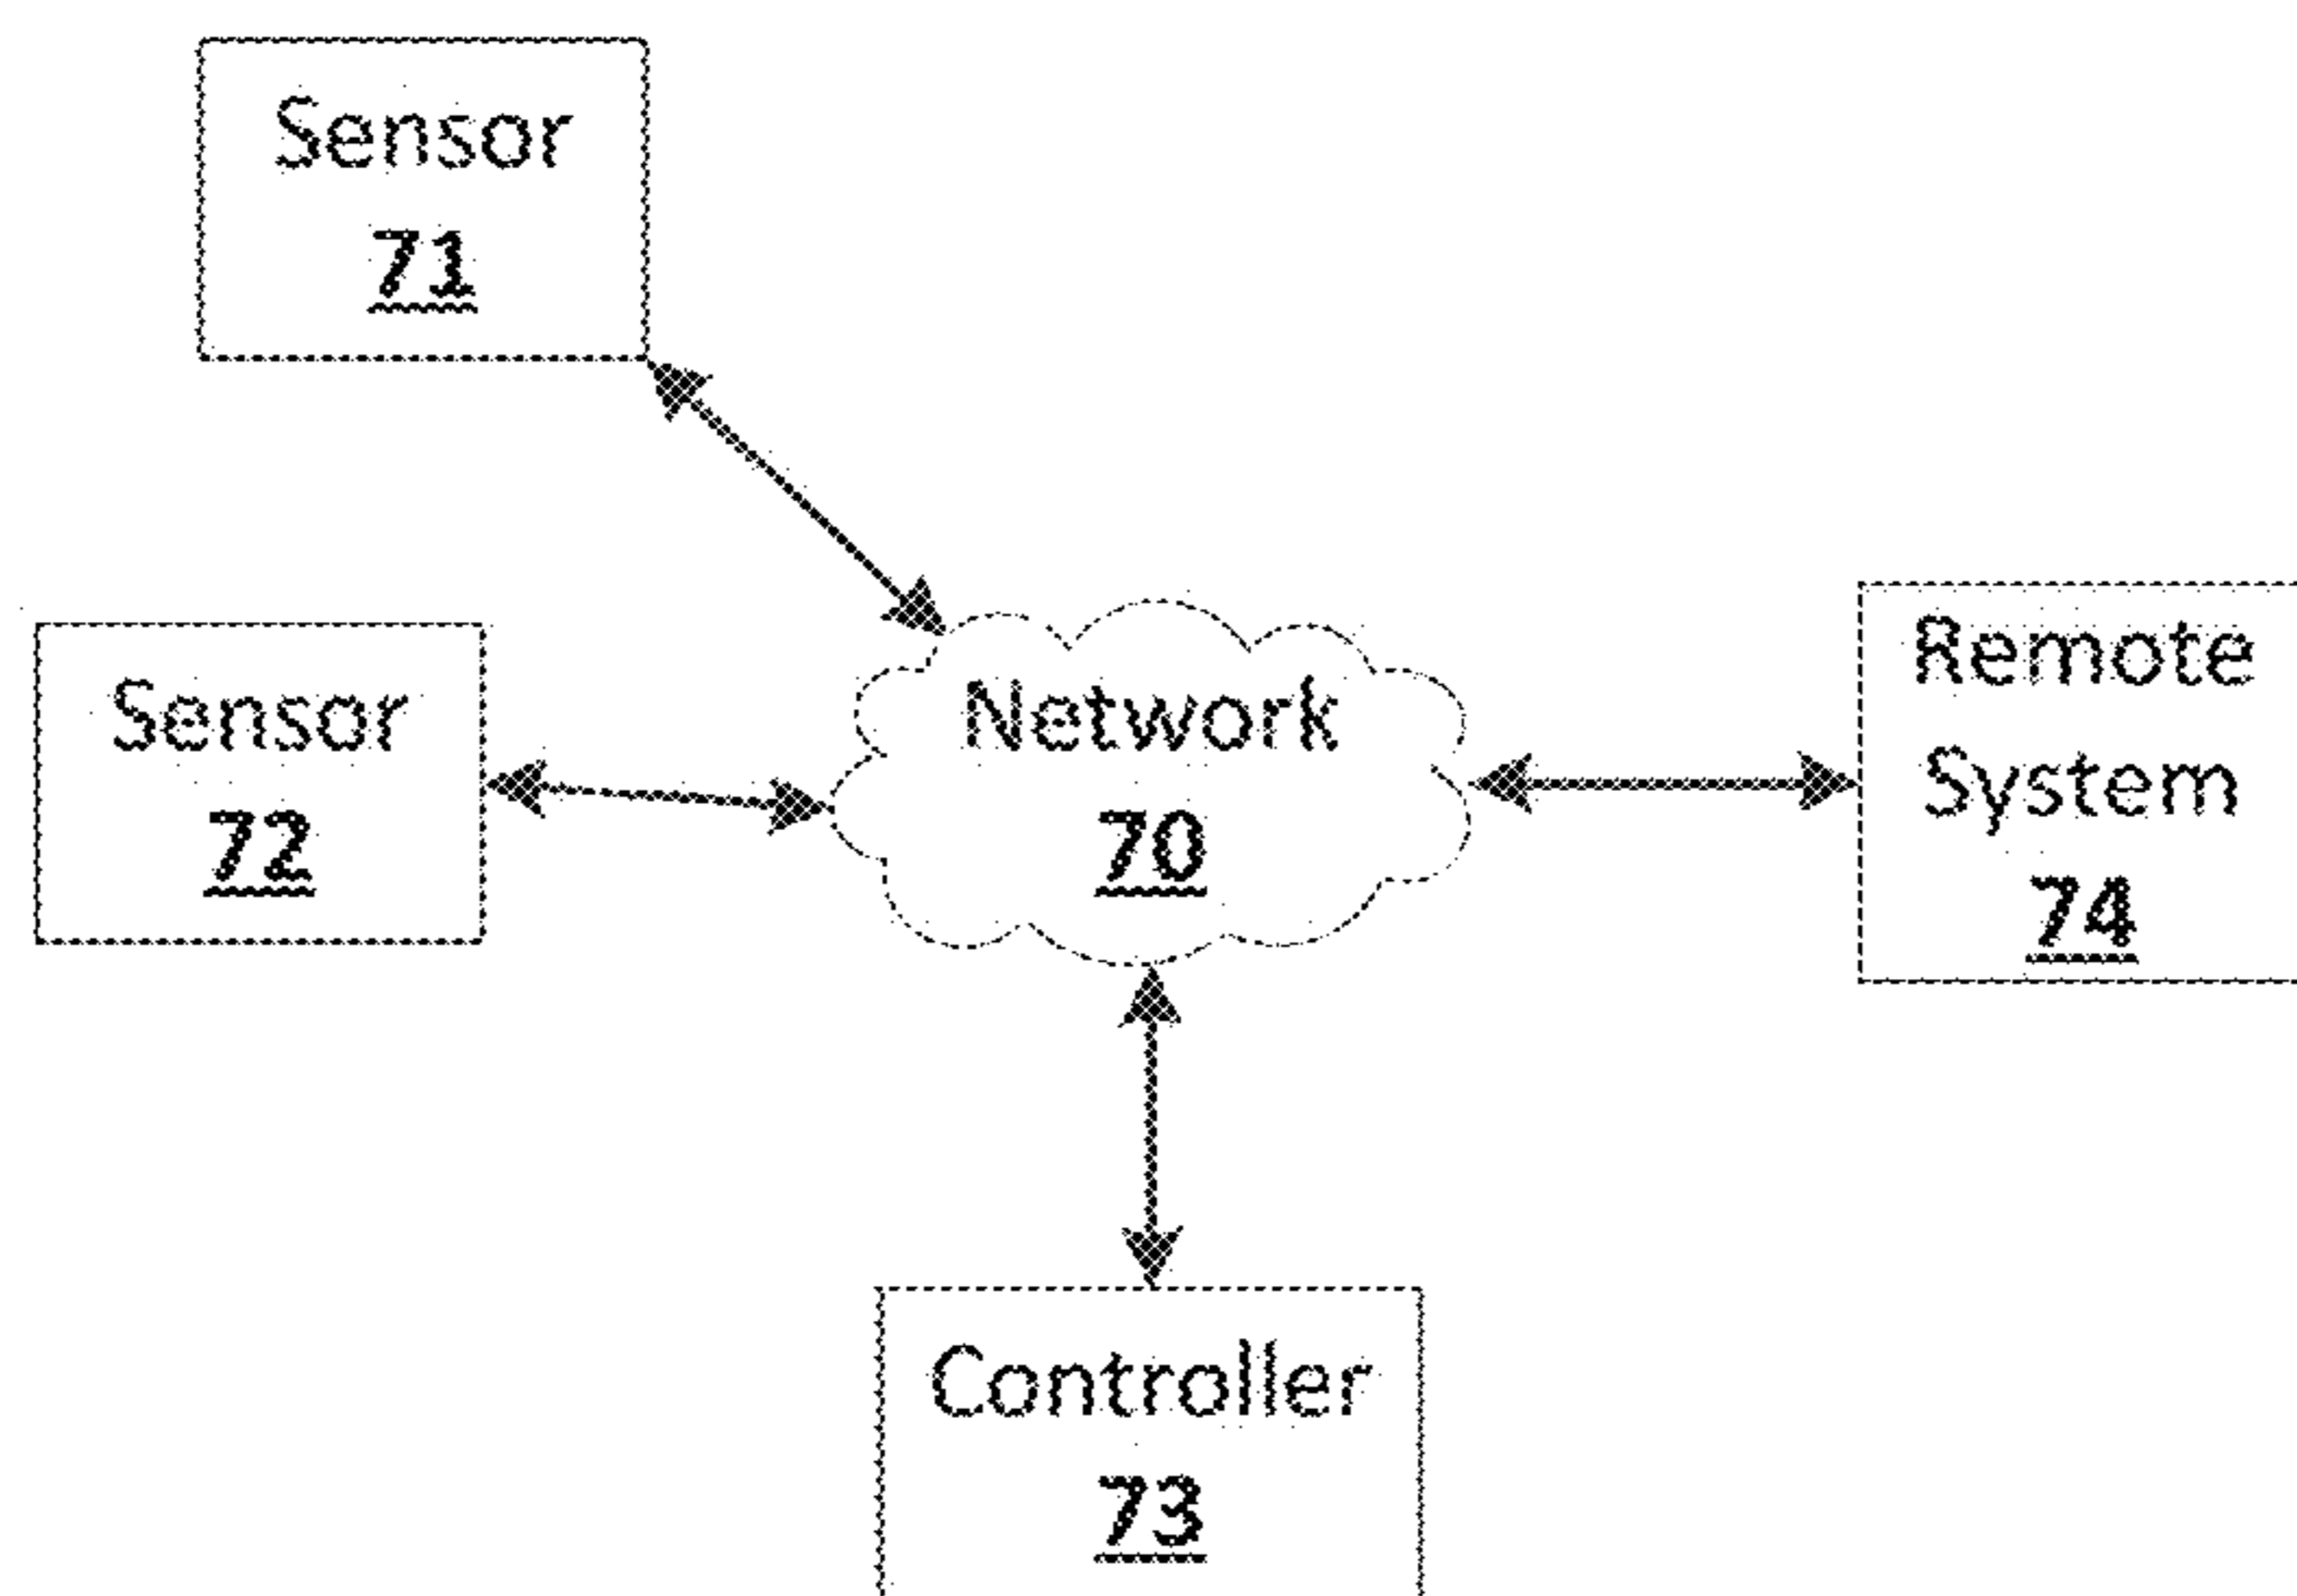 Sensor
71
Sensor
72
Network
70
Remote
System
74
Controller
73